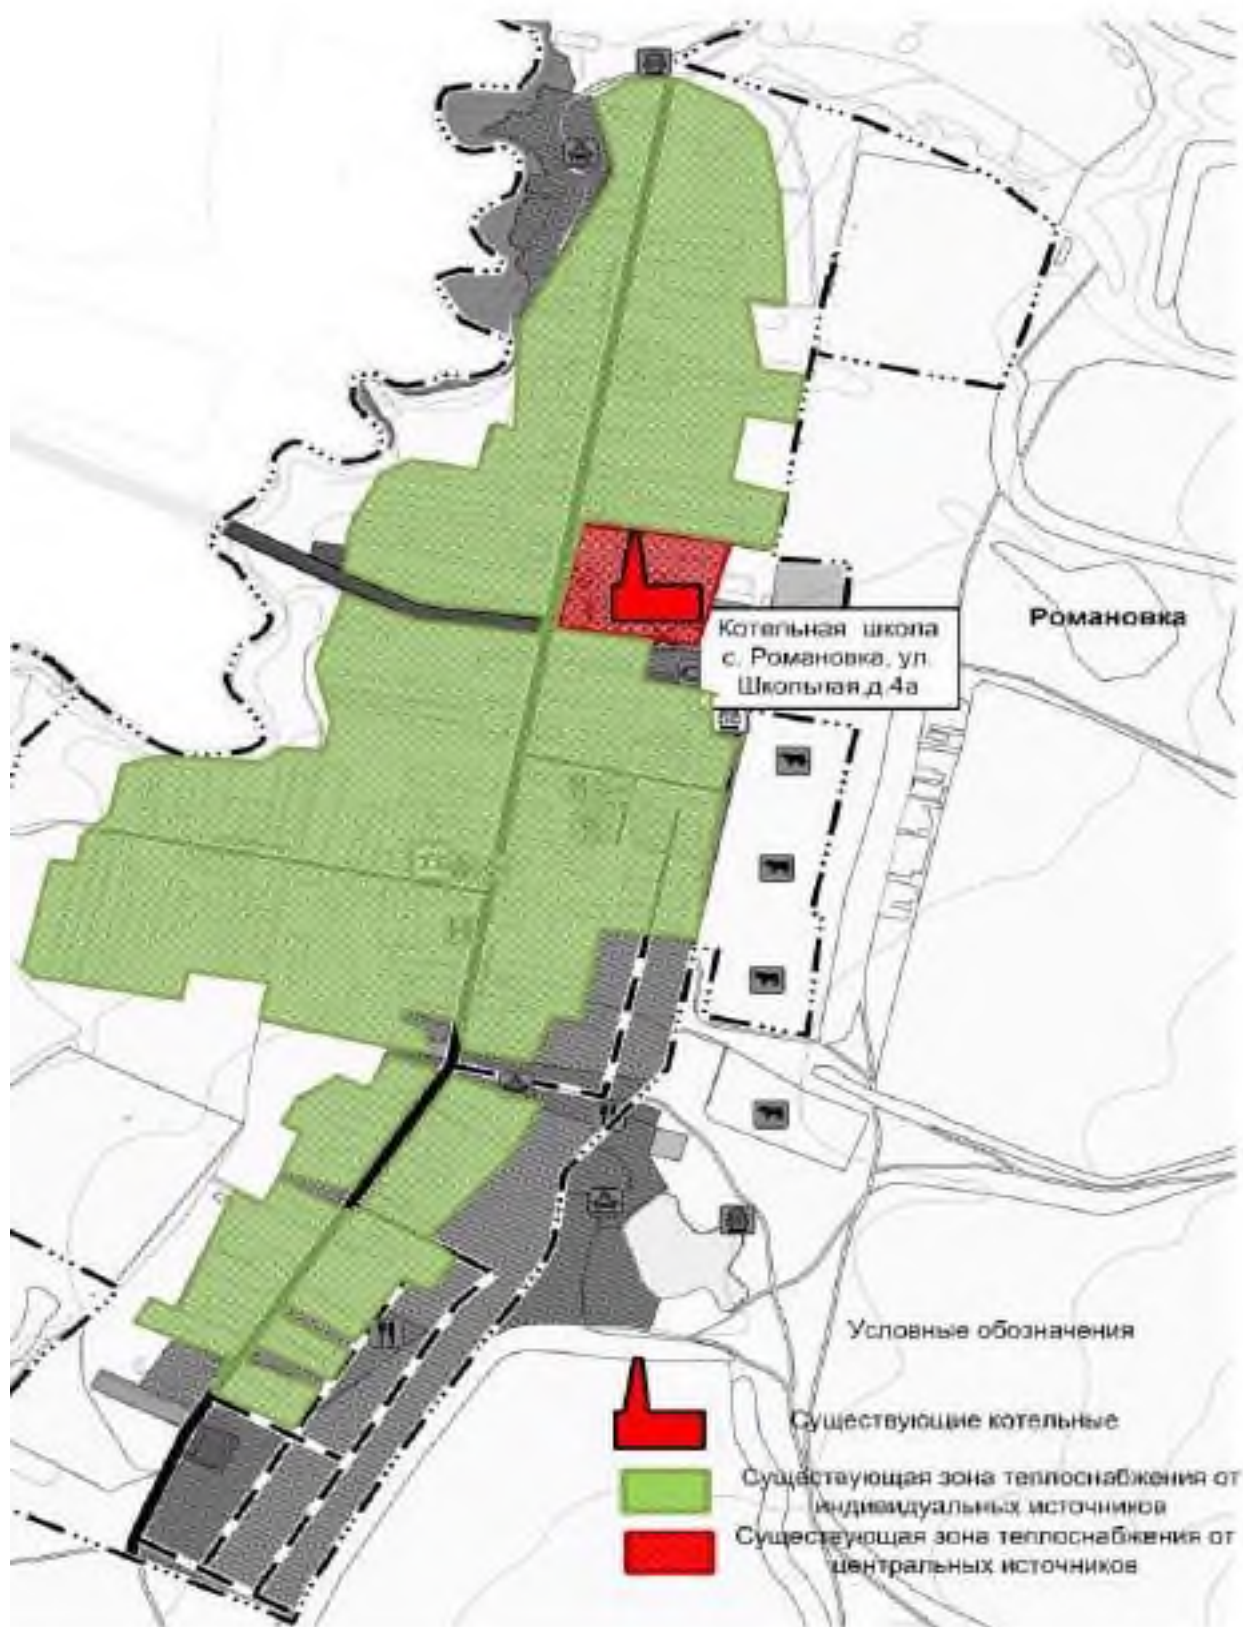 Котельная школа
с. Романовка, ул.
Школьная,д.4а
Романовка
Условные обозначения
Существующие котельные
Существующая зона теплоснабжения от
индивидуальных источников
Существующая зона теплоснабжения от
центральных источников